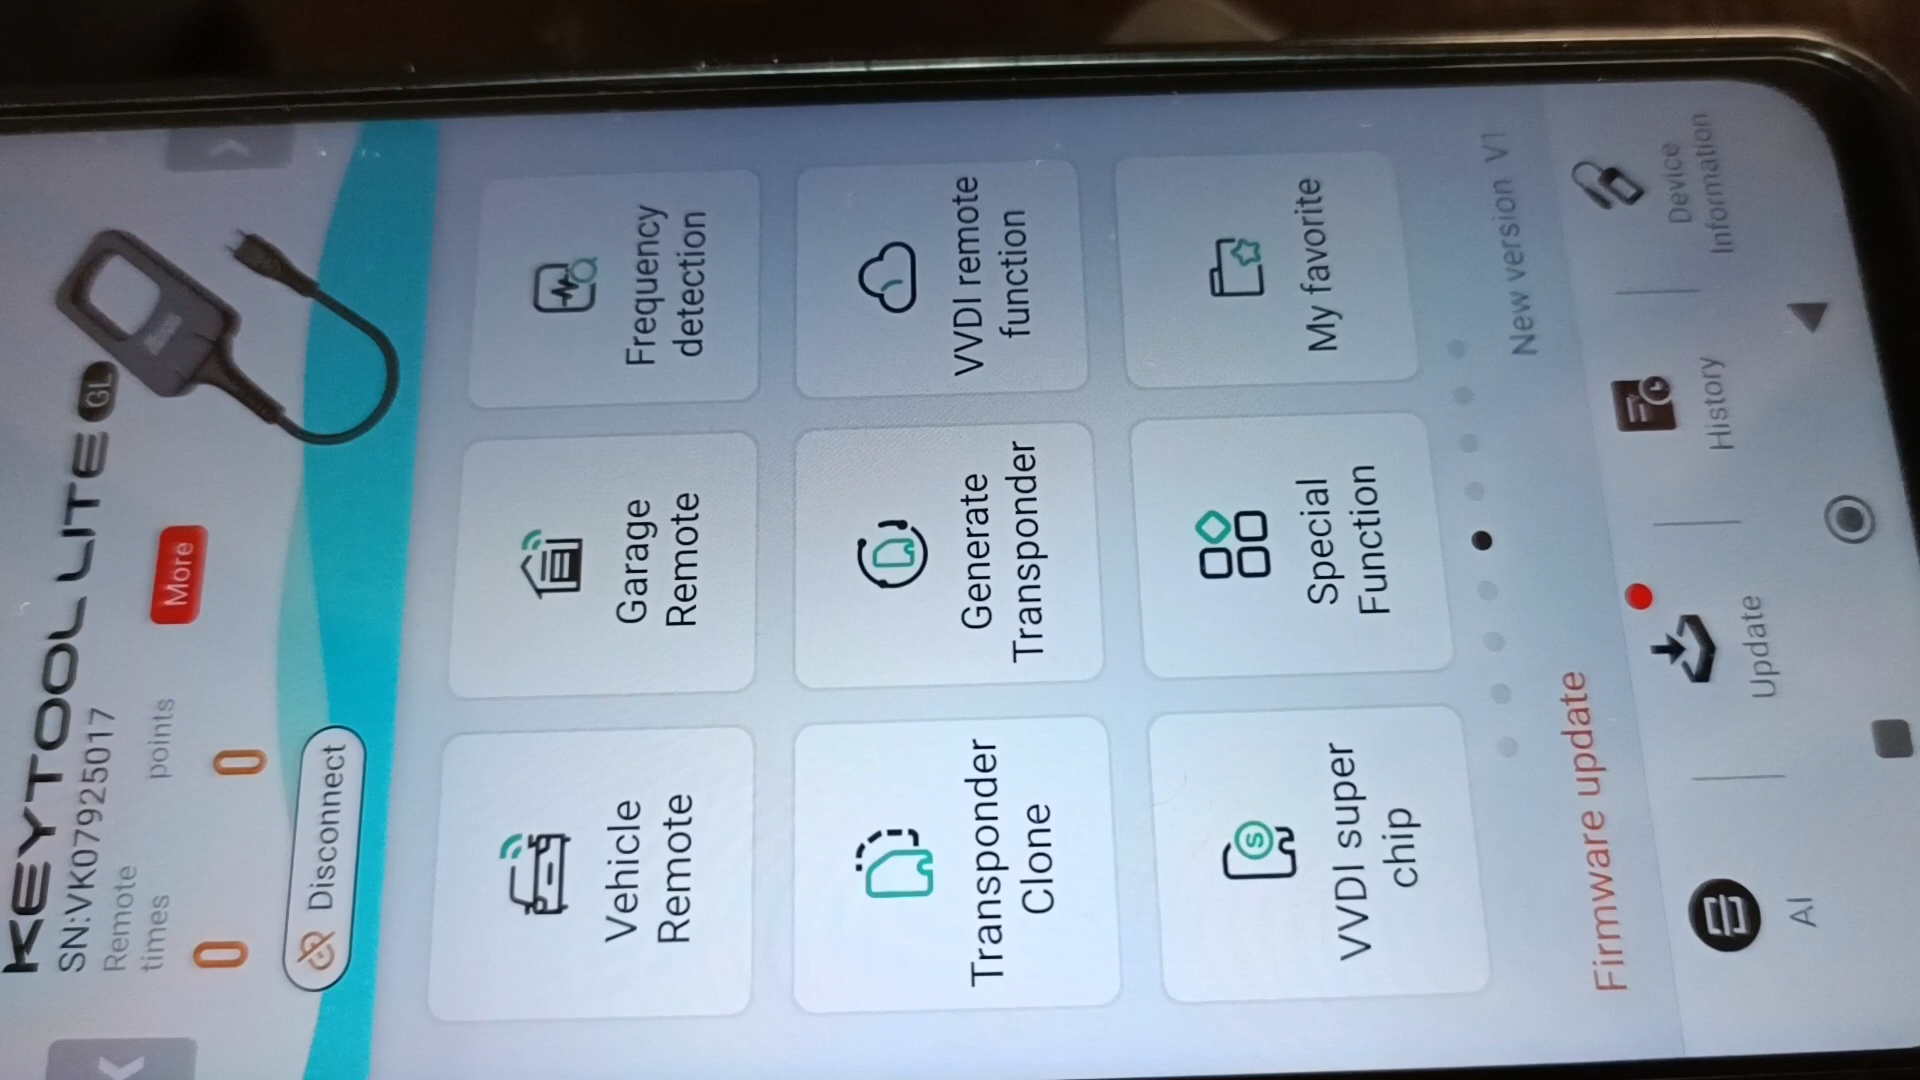 KEYTOOL LITE GL
SN:VK07925017
Remote
times
points
More
0
0
Disconnect
Vehicle
Remote
Garage
Remote
Frequency
detection
Transponder
Clone
Generate
Transponder
VVDI remote
function
VVDI super
chip
Special
Function
My favorite
Firmware update
New version V1
AI
Update
History
Device
Information